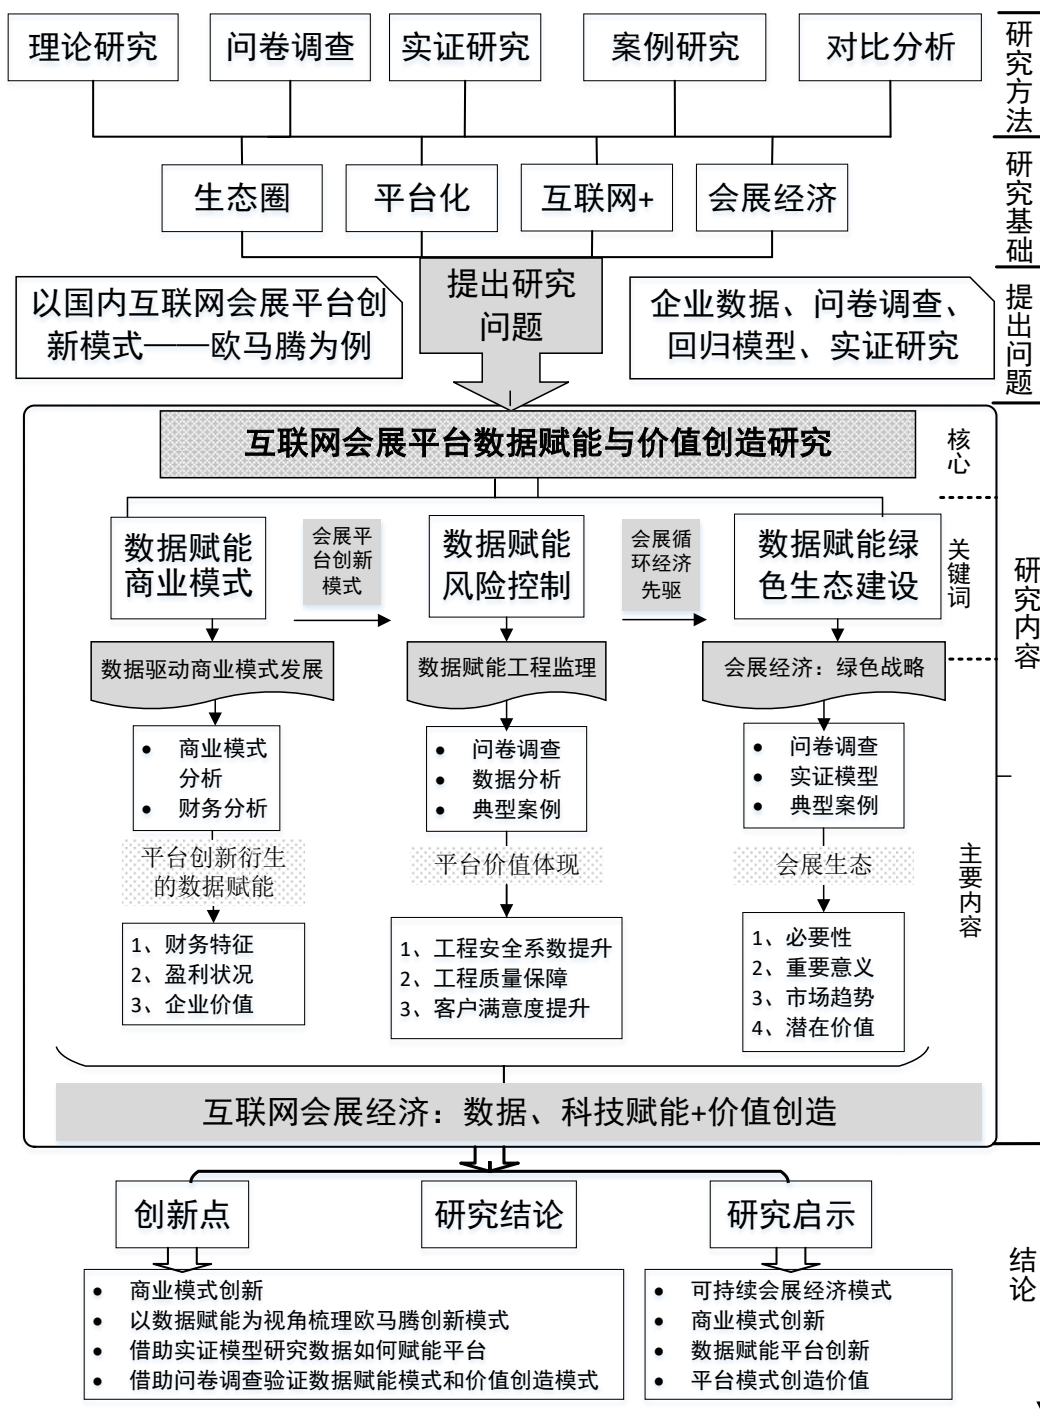 理论研究
问卷调查
实证研究
案例研究
对比分析
研究方法
生态圈
平台化
互联网+
会展经济
研究基础
以国内互联网会展平台创
新模式——欧马腾为例
提出研究
问题
企业数据、问卷调查、
回归模型、实证研究
提出问题
互联网会展平台数据赋能与价值创造研究
核心
数据赋能
商业模式
会展平
台创新
模式
数据赋能
风险控制
会展循
环经济
先驱
数据赋能绿
色生态建设
关键词
研究内容
数据驱动商业模式发展
数据赋能工程监理
会展经济：绿色战略
● 商业模式
分析
● 财务分析
● 问卷调查
● 数据分析
● 典型案例
● 问卷调查
● 实证模型
● 典型案例
平台创新衍生
的数据赋能
平台价值体现
会展生态
主要内容
1、财务特征
2、盈利状况
3、企业价值
1、工程安全系数提升
2、工程质量保障
3、客户满意度提升
1、必要性
2、重要意义
3、市场趋势
4、潜在价值
互联网会展经济：数据、科技赋能+价值创造
创新点
研究结论
研究启示
结论
● 商业模式创新
● 以数据赋能为视角梳理欧马腾创新模式
● 借助实证模型研究数据如何赋能平台
● 借助问卷调查验证数据赋能模式和价值创造模式
● 可持续会展经济模式
● 商业模式创新
● 数据赋能平台创新
● 平台模式创造价值